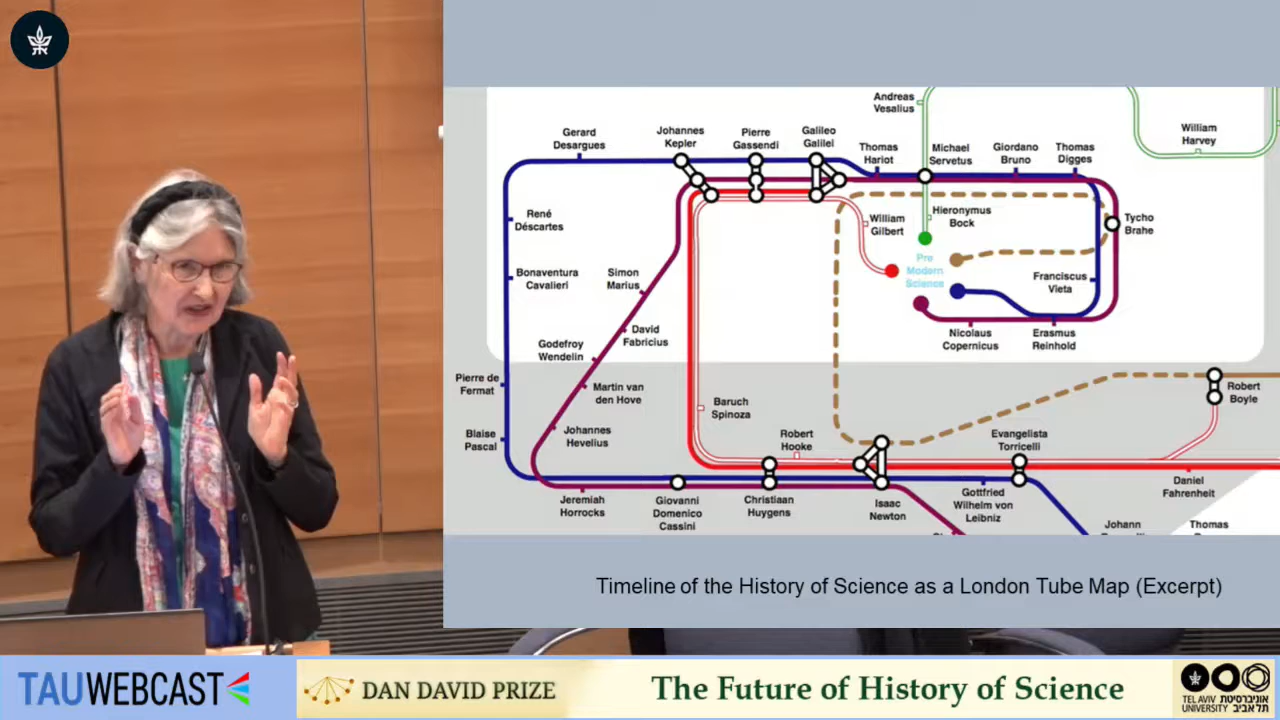 Andreas
Vesalius
William
Harvey
Gerard
Desargues
Johannes
Kepler
Pierre
Gassendi
Galileo
Galilei
Thomas
Hariot
Michael
Servetus
Giordano
Bruno
Thomas
Digges
René
Déscartes
William
Gilbert
Hieronymus
Bock
Tycho
Brahe
Pre
Modern
Science
Bonaventura
Cavalieri
Simon
Marius
Franciscus
Vieta
David
Fabricius
Nicolaus
Copernicus
Erasmus
Reinhold
Godefroy
Wendelin
Pierre de
Fermat
Martin van
den Hove
Robert
Boyle
Baruch
Spinoza
Blaise
Pascal
Johannes
Hevelius
Robert
Hooke
Evangelista
Torricelli
Daniel
Fahrenheit
Jeremiah
Horrocks
Giovanni
Domenico
Cassini
Christiaan
Huygens
Isaac
Newton
Gottfried
Wilhelm von
Leibniz
Johann
Thomas
Timeline of the History of Science as a London Tube Map (Excerpt)
TAUWEBCAST
DAN DAVID PRIZE
The Future of History of Science
TEL AVIV אוניברסיטת
UNIVERSITY תל אביב